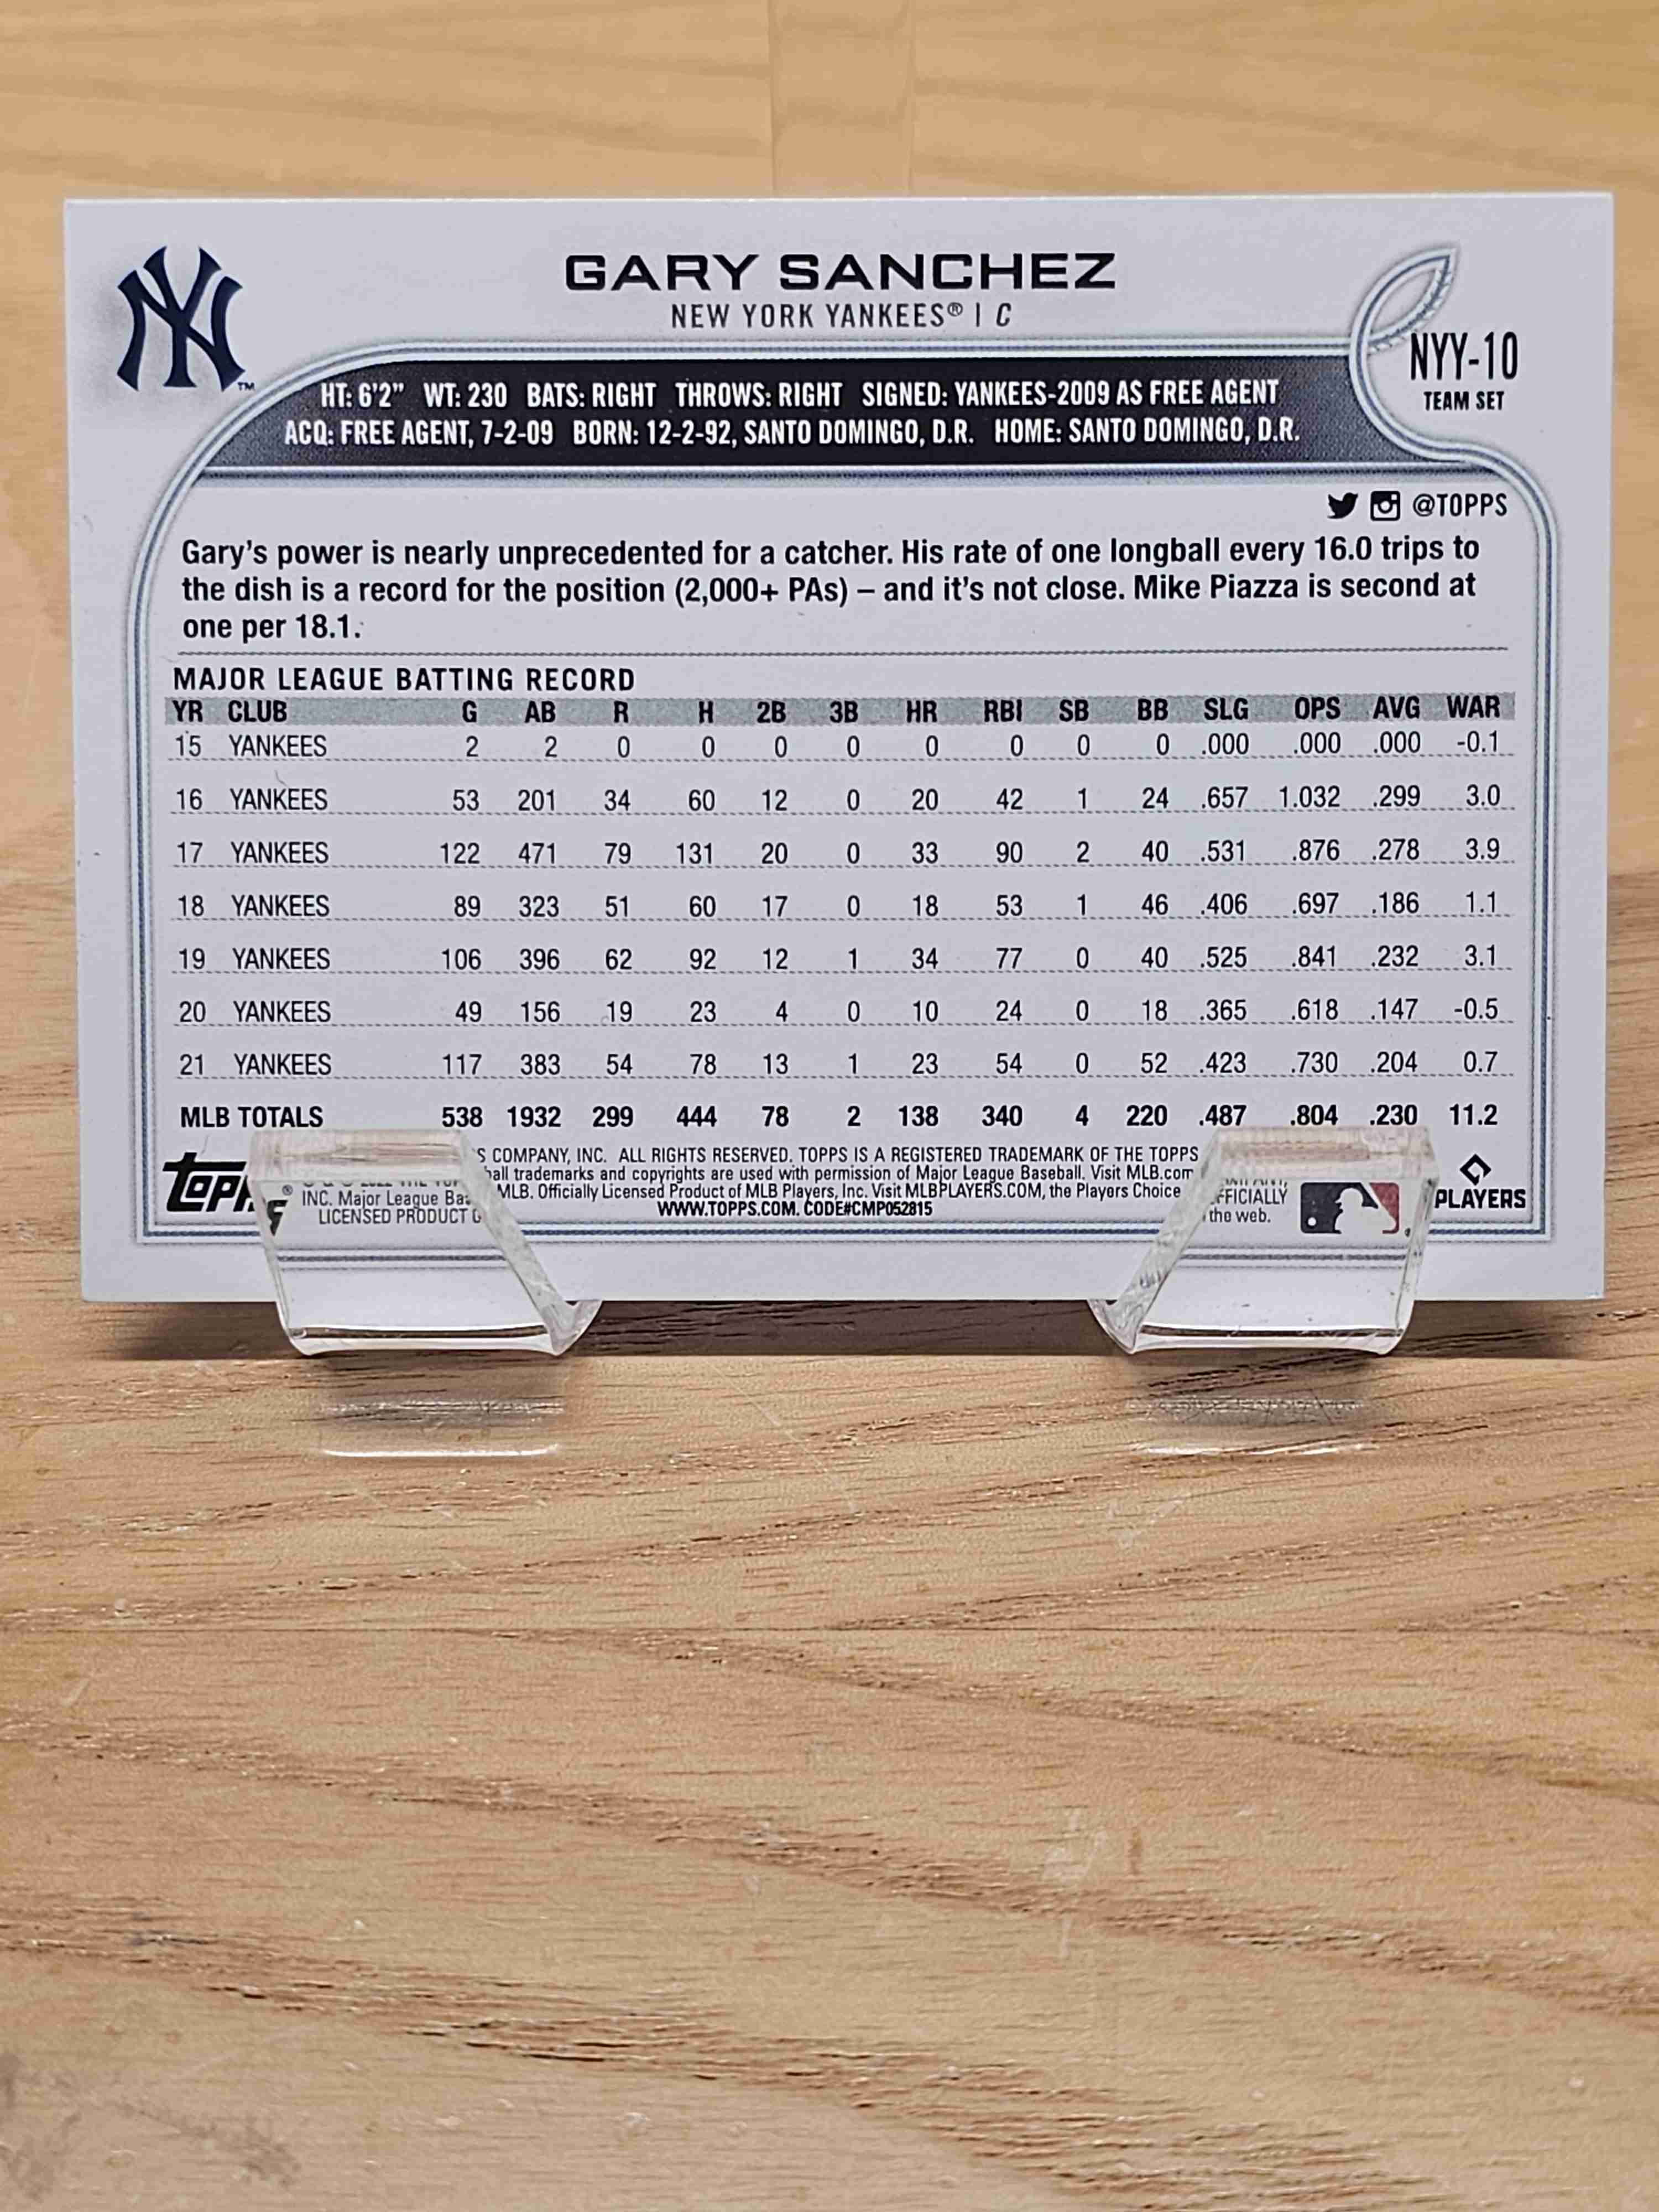 GARY SANCHEZ
NEW YORK YANKEES® | C
NYY-10
TEAM SET
HT: 6'2" WT: 230 BATS: RIGHT THROWS: RIGHT SIGNED: YANKEES-2009 AS FREE AGENT
ACQ: FREE AGENT, 7-2-09 BORN: 12-2-92, SANTO DOMINGO, D.R. HOME: SANTO DOMINGO, D.R.
@TOPPS
Gary's power is nearly unprecedented for a catcher. His rate of one longball every 16.0 trips to
the dish is a record for the position (2,000+ PAs) – and it's not close. Mike Piazza is second at
one per 18.1.
MAJOR LEAGUE BATTING RECORD
YR CLUB G AB R H 2B 3B HR RBI SB BB SLG OPS AVG WAR
15 YANKEES 2 2 0 0 0 0 0 0 0 0 .000 .000 .000 -0.1
16 YANKEES 53 201 34 60 12 0 20 42 1 24 .657 1.032 .299 3.0
17 YANKEES 122 471 79 131 20 0 33 90 2 40 .531 .876 .278 3.9
18 YANKEES 89 323 51 60 17 0 18 53 1 46 .406 .697 .186 1.1
19 YANKEES 106 396 62 92 12 1 34 77 0 40 .525 .841 .232 3.1
20 YANKEES 49 156 19 23 4 0 10 24 0 18 .365 .618 .147 -0.5
21 YANKEES 117 383 54 78 13 1 23 54 0 52 .423 .730 .204 0.7
MLB TOTALS 538 1932 299 444 78 2 138 340 4 220 .487 .804 .230 11.2
COMPANY, INC. ALL RIGHTS RESERVED. TOPPS IS A REGISTERED TRADEMARK OF THE TOPPS
INC. Major League trademarks and copyrights are used with permission of Major League Baseball. Visit MLB.com
LICENSED PRODUCT MLB. Officially Licensed Product of MLB Players, Inc. Visit MLBPLAYERS.COM, the Players Choice the web.
WWW.TOPPS.COM. CODE#CMP052815
topps
PLAYERS